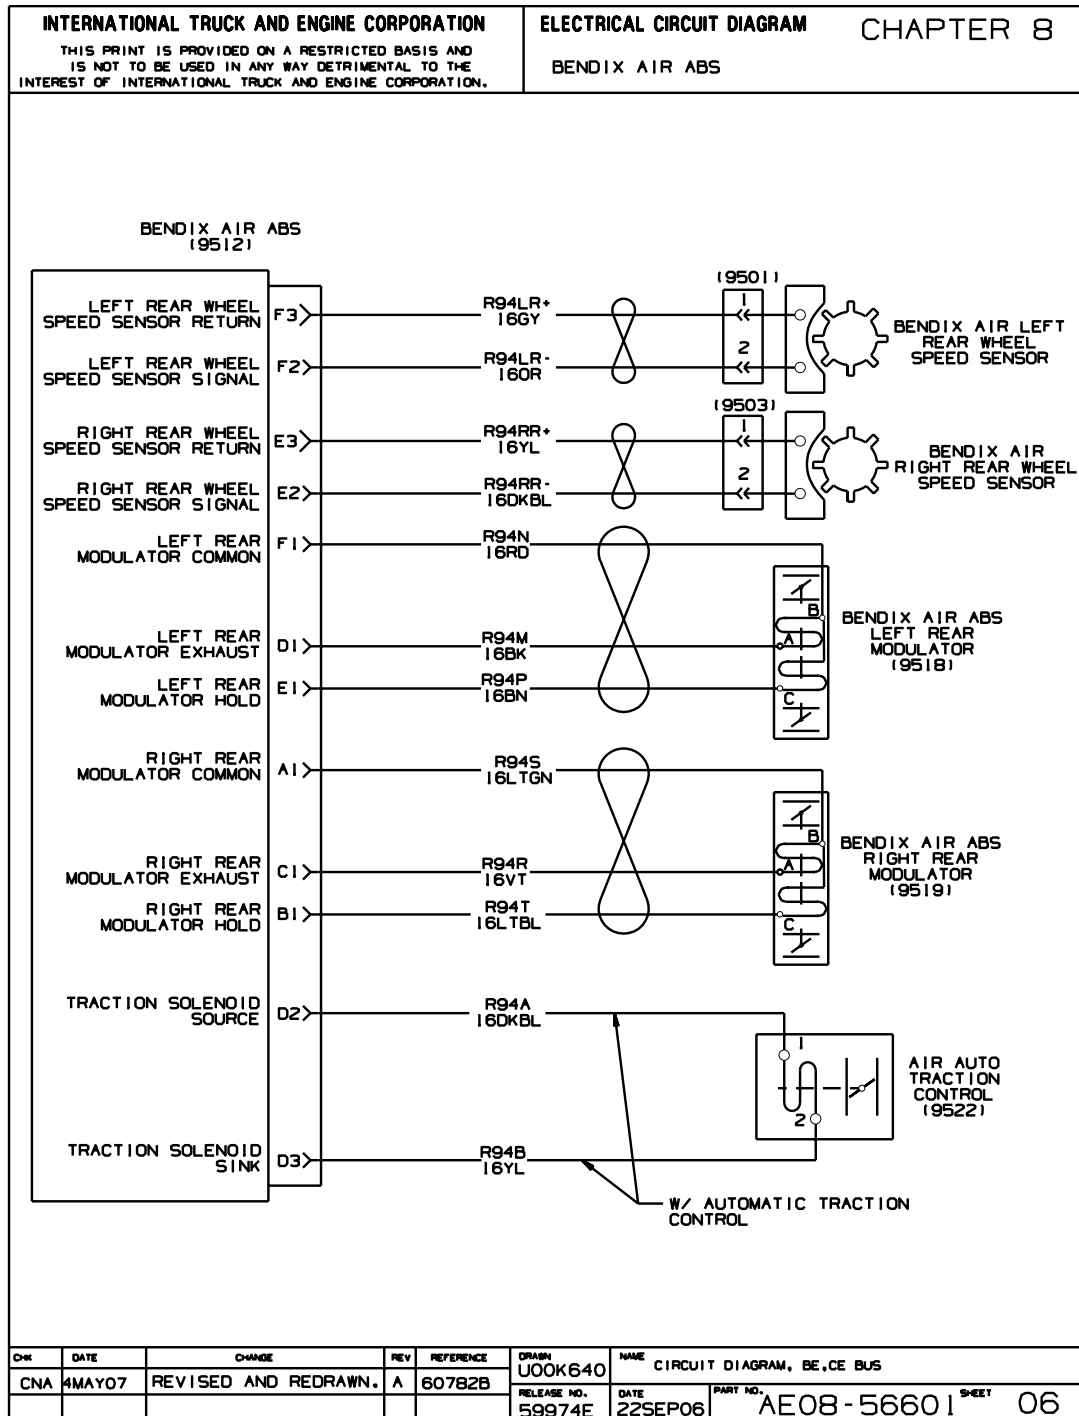 INTERNATIONAL TRUCK AND ENGINE CORPORATION
THIS PRINT IS PROVIDED ON A RESTRICTED BASIS AND
IS NOT TO BE USED IN ANY WAY DETRIMENTAL TO THE
INTEREST OF INTERNATIONAL TRUCK AND ENGINE CORPORATION.
ELECTRICAL CIRCUIT DIAGRAM
CHAPTER 8
BENDIX AIR ABS
BENDIX AIR ABS
(9512)
LEFT REAR WHEEL
SPEED SENSOR RETURN
F3
R94LR+
16GY
(9501)
1
LEFT REAR WHEEL
SPEED SENSOR SIGNAL
F2
R94LR-
16OR
2
BENDIX AIR LEFT
REAR WHEEL
SPEED SENSOR
RIGHT REAR WHEEL
SPEED SENSOR RETURN
E3
R94RR+
16YL
(9503)
1
RIGHT REAR WHEEL
SPEED SENSOR SIGNAL
E2
R94RR-
16DKBL
2
BENDIX AIR
RIGHT REAR WHEEL
SPEED SENSOR
LEFT REAR
MODULATOR COMMON
F1
R94N
16RD
B
LEFT REAR
MODULATOR EXHAUST
D1
R94M
16BK
A
LEFT REAR
MODULATOR HOLD
E1
R94P
16BN
C
BENDIX AIR ABS
LEFT REAR
MODULATOR
(9518)
RIGHT REAR
MODULATOR COMMON
A1
R94S
16LTGN
B
RIGHT REAR
MODULATOR EXHAUST
C1
R94R
16VT
A
RIGHT REAR
MODULATOR HOLD
B1
R94T
16LTBL
C
BENDIX AIR ABS
RIGHT REAR
MODULATOR
(9519)
TRACTION SOLENOID
SOURCE
D2
R94A
16DKBL
1
AIR AUTO
TRACTION
CONTROL
(9522)
2
TRACTION SOLENOID
SINK
D3
R94B
16YL
W/ AUTOMATIC TRACTION
CONTROL
CHK DATE CHANGE REV REFERENCE
CNA 4MAY07 REVISED AND REDRAWN. A 60782B
DRAWN
U00K640
NAME
CIRCUIT DIAGRAM, BE,CE BUS
RELEASE NO.
59974E
DATE
22SEP06
PART NO.
AE08-56601
SHEET
06